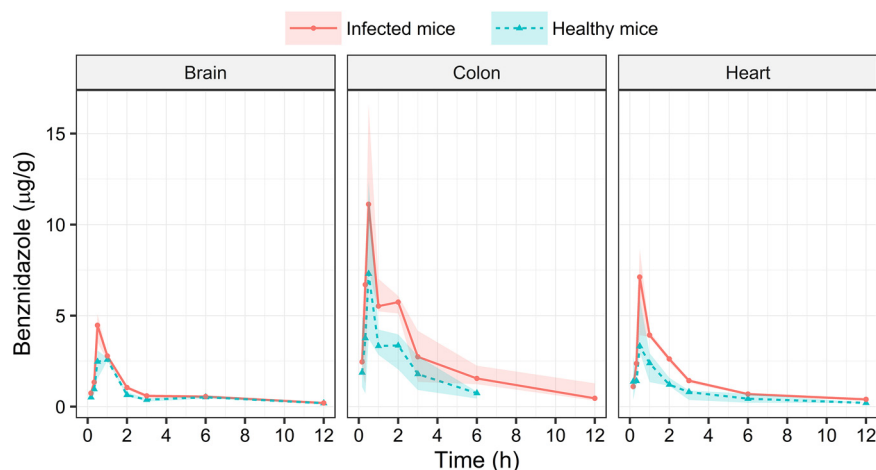 Infected mice Healthy mice
Brain Colon Heart
Benznidazole (µg/g)
15
10
5
0
0 2 4 6 8 10 12 0 2 4 6 8 10 12 0 2 4 6 8 10 12
Time (h)